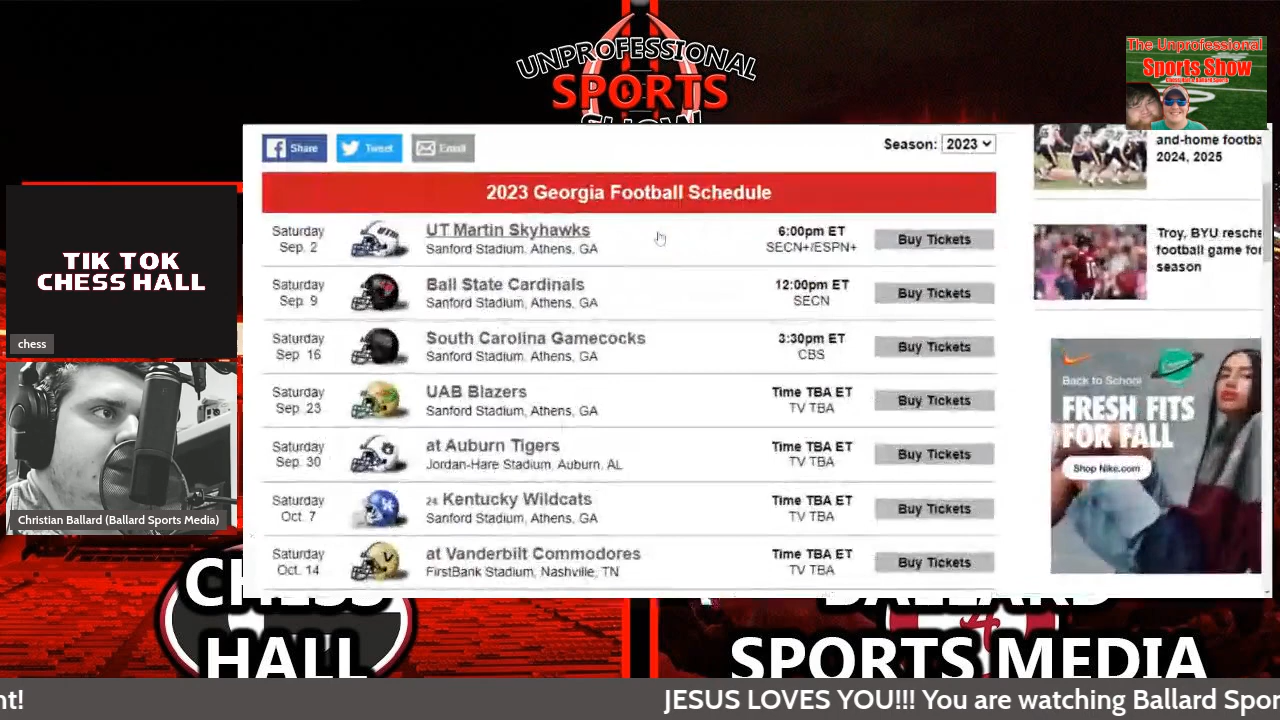 UNPROFESSIONAL
SPORTS
SHOW
The Unprofessional
Sports Show
Share
Tweet
Email
Season: 2023
and-home footba
2024, 2025
2023 Georgia Football Schedule
Saturday
Sep. 2
UT Martin Skyhawks
Sanford Stadium, Athens, GA
6:00pm ET
SECN+/ESPN+
Buy Tickets
Troy, BYU resche
football game for
season
Saturday
Sep. 9
Ball State Cardinals
Sanford Stadium, Athens, GA
12:00pm ET
SECN
Buy Tickets
Saturday
Sep. 16
South Carolina Gamecocks
Sanford Stadium, Athens, GA
3:30pm ET
CBS
Buy Tickets
Saturday
Sep. 23
UAB Blazers
Sanford Stadium, Athens, GA
Time TBA ET
TV TBA
Buy Tickets
Saturday
Sep. 30
at Auburn Tigers
Jordan-Hare Stadium, Auburn, AL
Time TBA ET
TV TBA
Buy Tickets
Saturday
Oct. 7
24 Kentucky Wildcats
Sanford Stadium, Athens, GA
Time TBA ET
TV TBA
Buy Tickets
Saturday
Oct. 14
at Vanderbilt Commodores
FirstBank Stadium, Nashville, TN
Time TBA ET
TV TBA
Buy Tickets
Back to School
FRESH FITS
FOR FALL
Shop Nike.com
TIK TOK
CHESS HALL
chess
Christian Ballard (Ballard Sports Media)
CHESS
HALL
BALLARD
SPORTS MEDIA
nt!
JESUS LOVES YOU!!! You are watching Ballard Spor